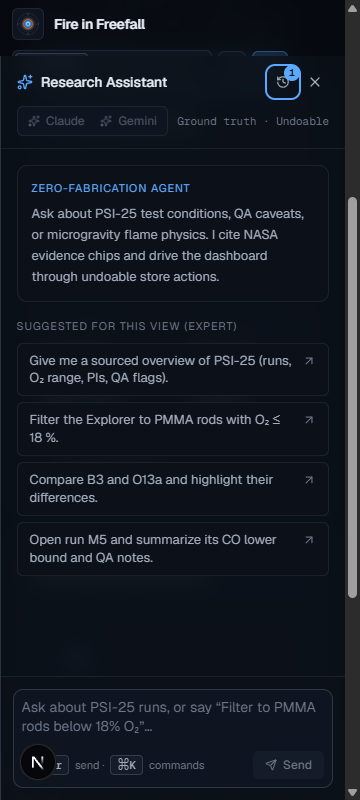 Fire in Freefall
Research Assistant
1
Claude Gemini Ground truth · Undoable
ZERO-FABRICATION AGENT
Ask about PSI-25 test conditions, QA caveats,
or microgravity flame physics. I cite NASA
evidence chips and drive the dashboard
through undoable store actions.
SUGGESTED FOR THIS VIEW (EXPERT)
Give me a sourced overview of PSI-25 (runs,
O₂ range, PIs, QA flags).
Filter the Explorer to PMMA rods with O₂ ≤
18 %.
Compare B3 and O13a and highlight their
differences.
Open run M5 and summarize its CO lower
bound and QA notes.
Ask about PSI-25 runs, or say “Filter to PMMA
rods below 18% O₂”…
N r send · ⌘K commands
Send